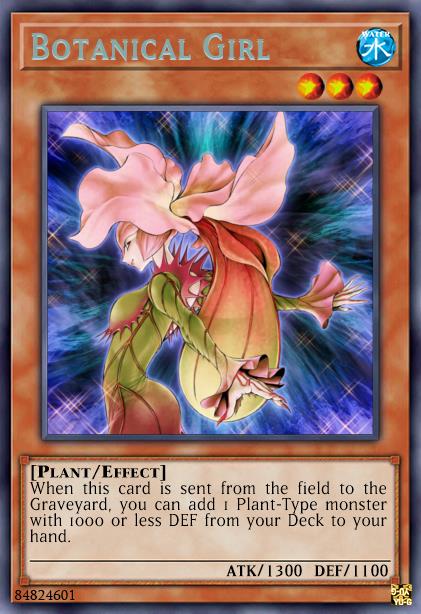 BOTANICAL GIRL
WATER
水
[PLANT/EFFECT]
When this card is sent from the field to the
Graveyard, you can add 1 Plant-Type monster
with 1000 or less DEF from your Deck to your
hand.
ATK/1300 DEF/1100
84824601